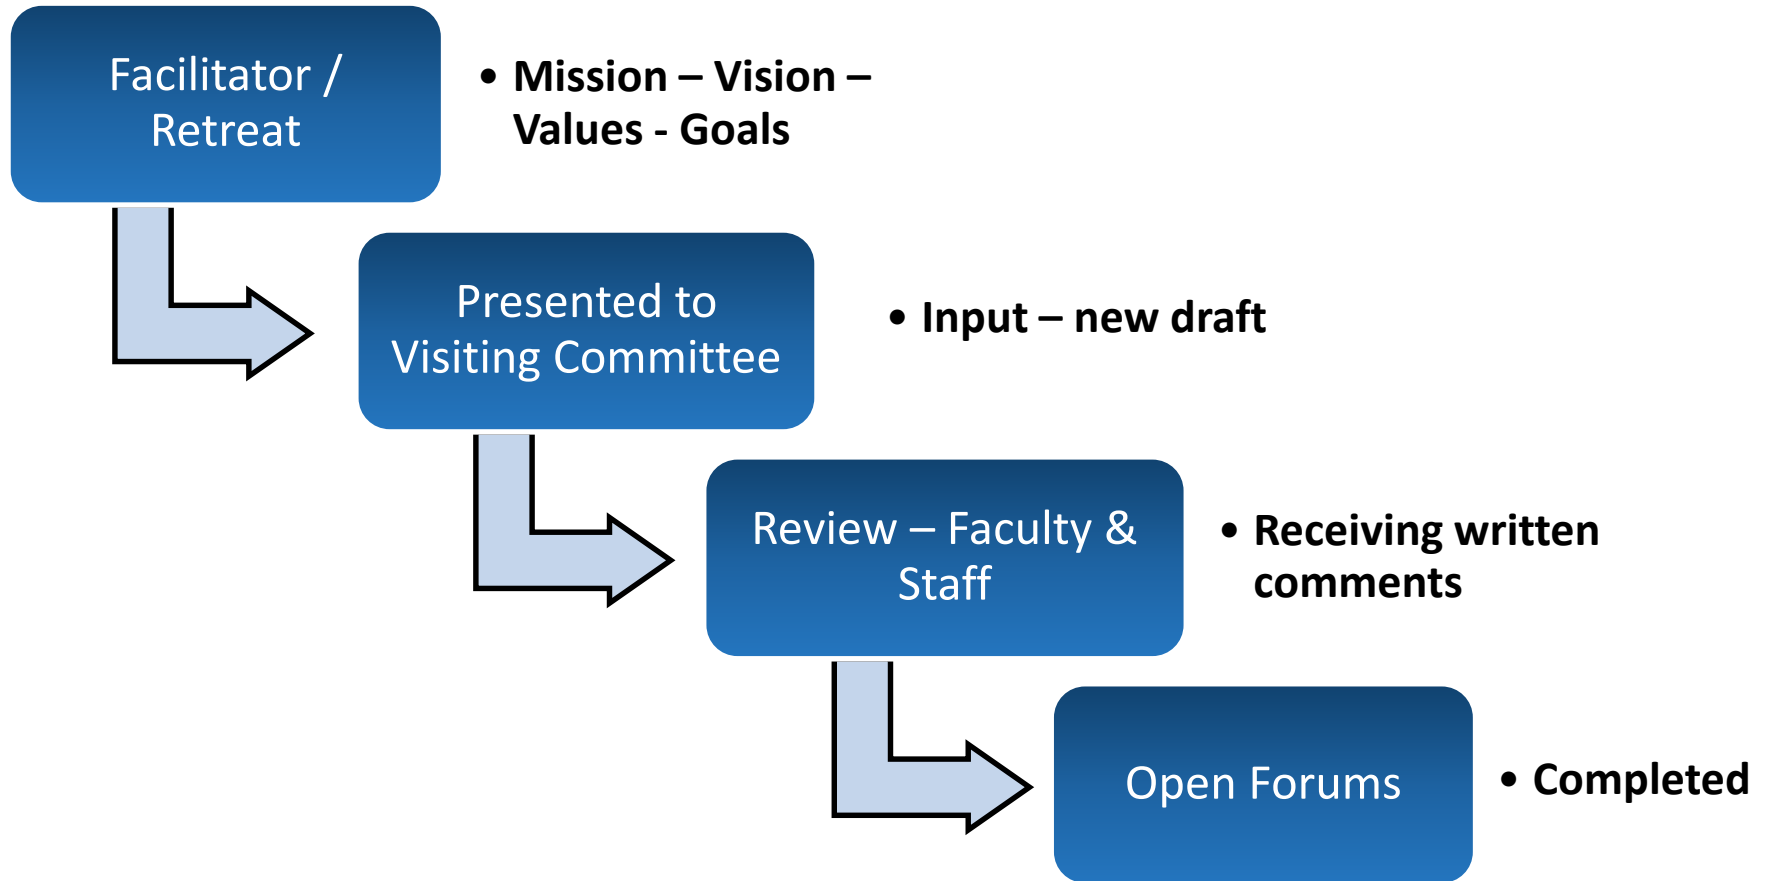 Facilitator /
Retreat
• Mission – Vision –
Values - Goals
Presented to
Visiting Committee
• Input – new draft
Review – Faculty &
Staff
• Receiving written
comments
Open Forums
• Completed